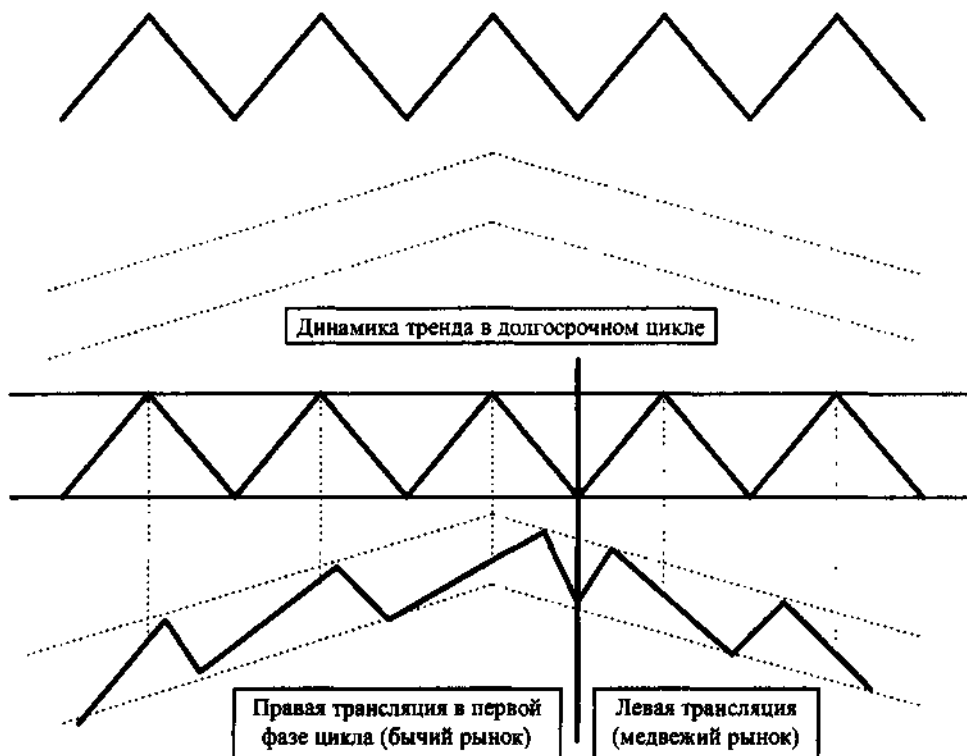 Динамика тренда в долгосрочном цикле
Правая трансляция в первой
фазе цикла (бычий рынок)
Левая трансляция
(медвежий рынок)